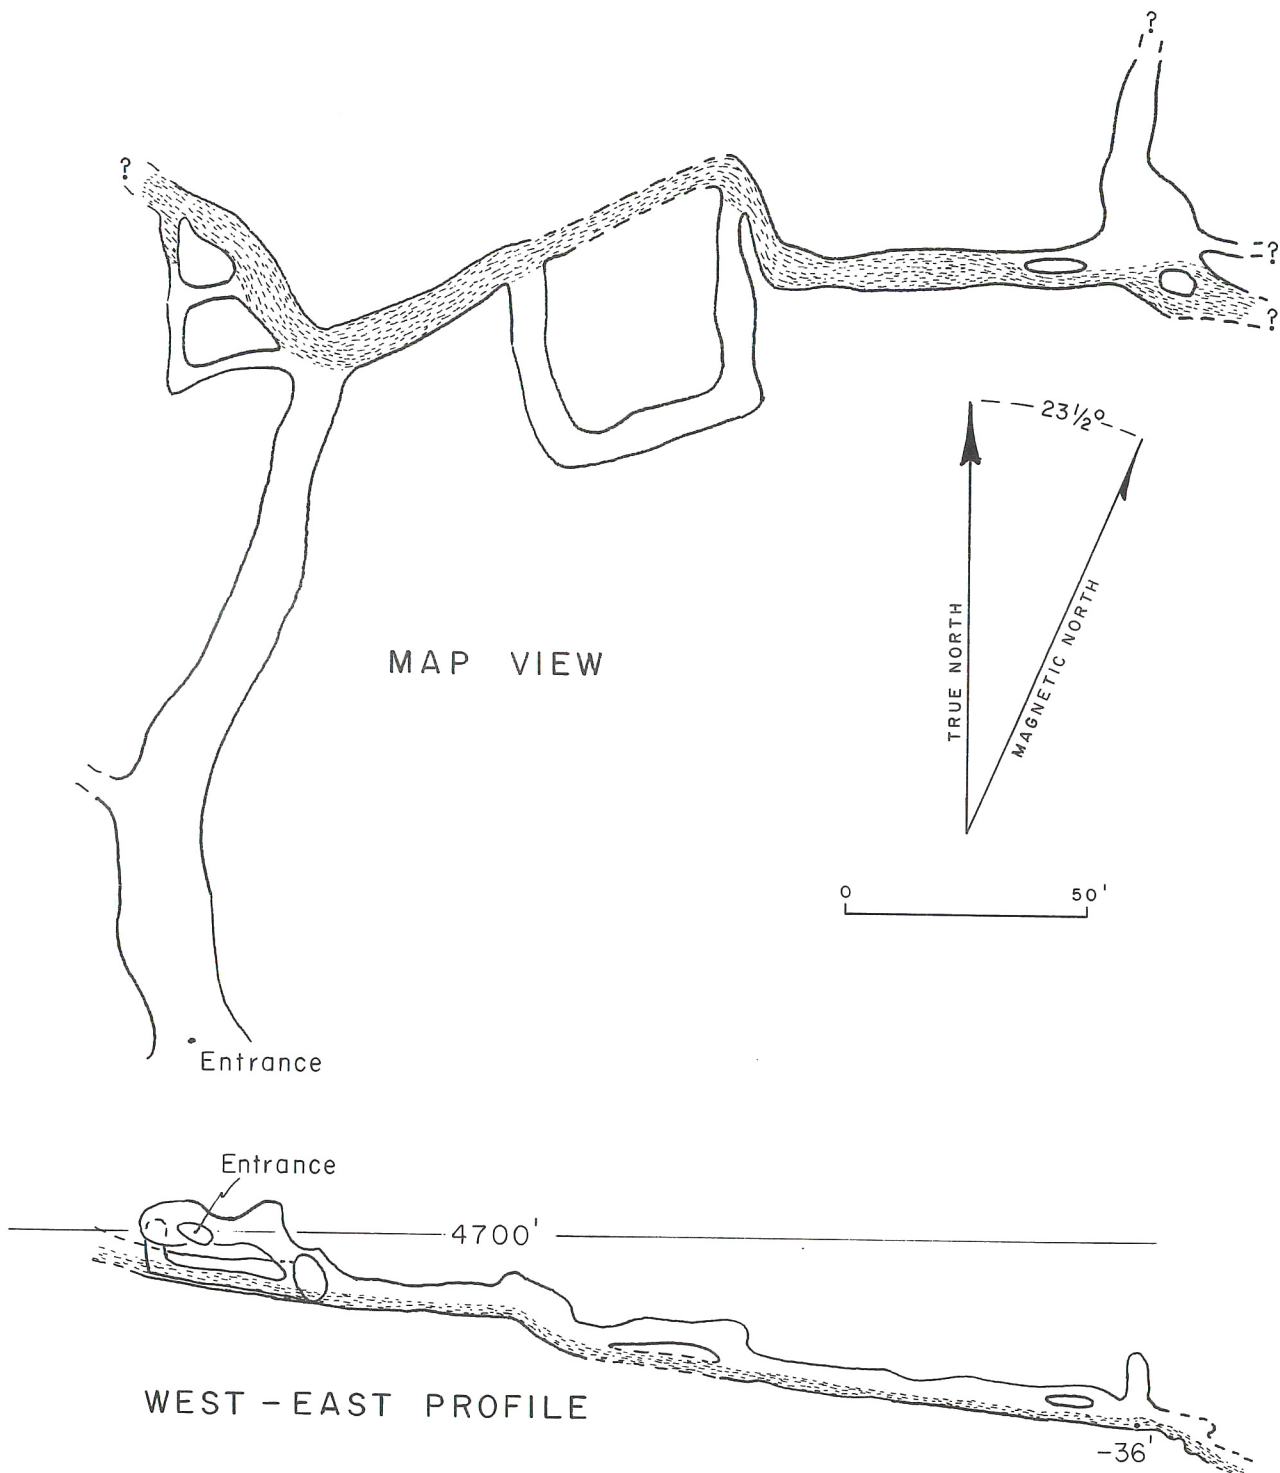 ?
?
?
?
23½°
TRUE NORTH
MAGNETIC NORTH
MAP VIEW
0 50'
Entrance
Entrance
4700'
?
WEST-EAST PROFILE
-36'